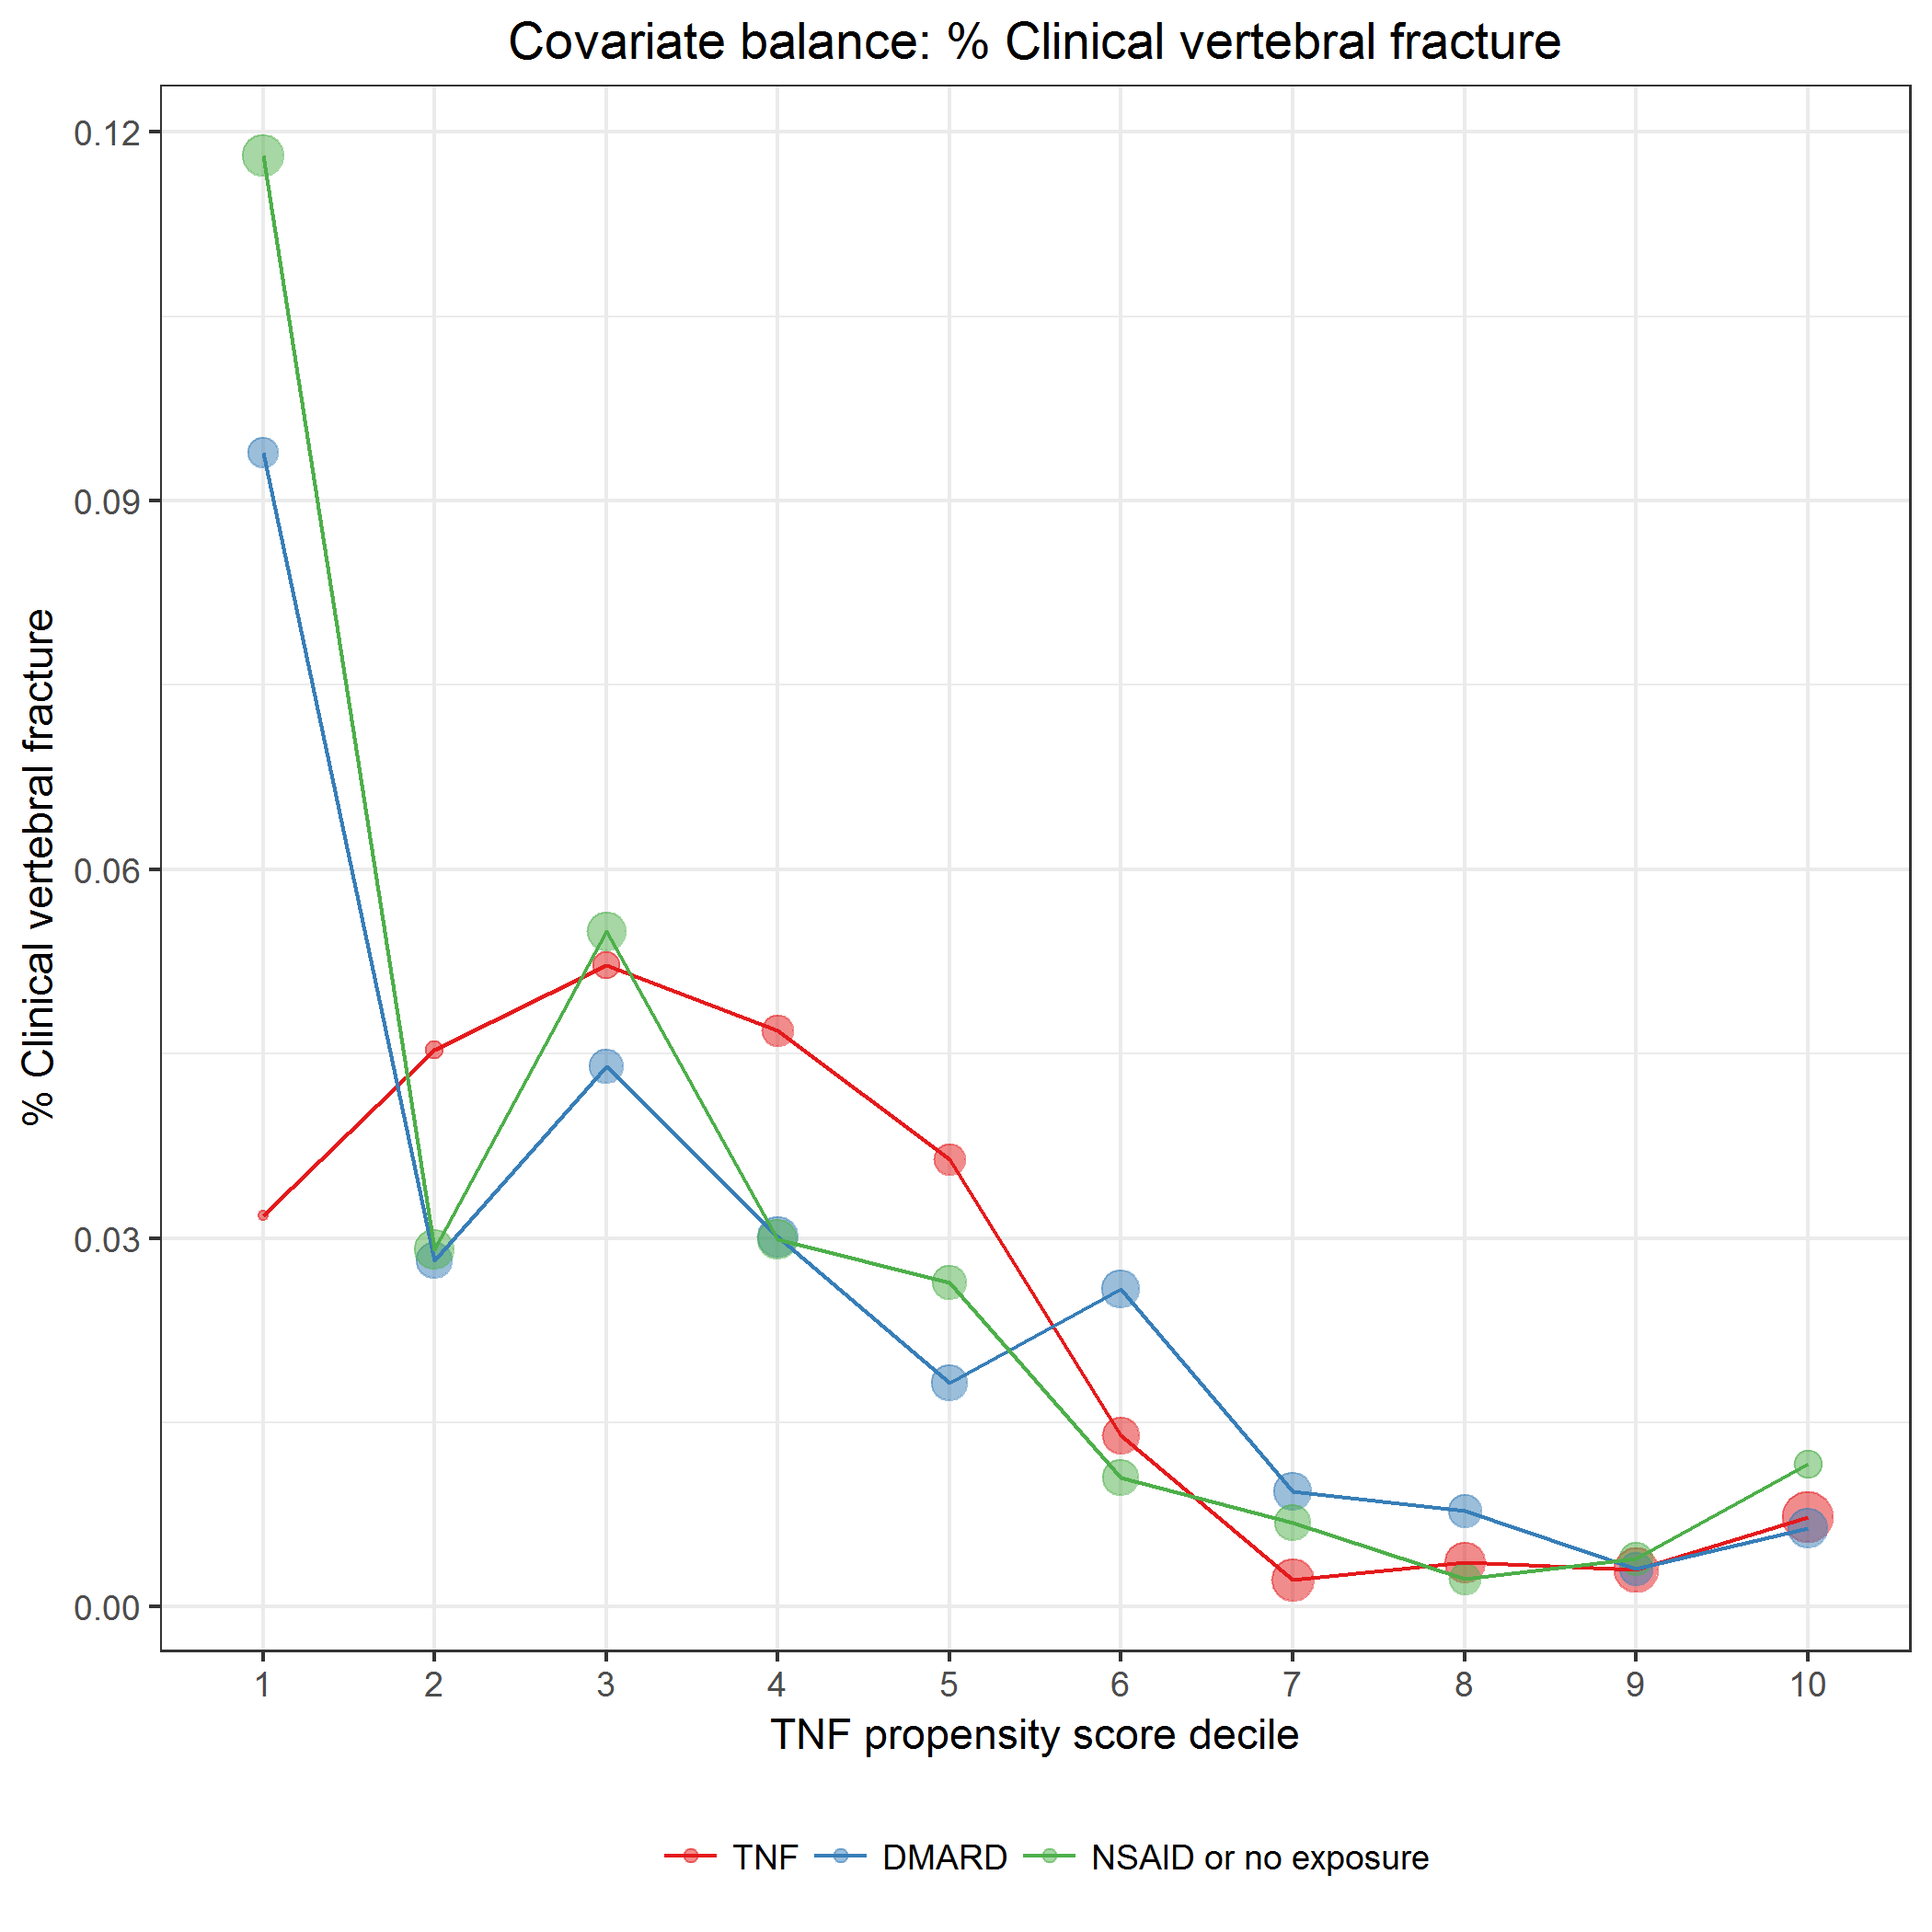 Covariate balance: % Clinical vertebral fracture
% Clinical vertebral fracture
0.12
0.09
0.06
0.03
0.00
1 2 3 4 5 6 7 8 9 10
TNF propensity score decile
TNF DMARD NSAID or no exposure